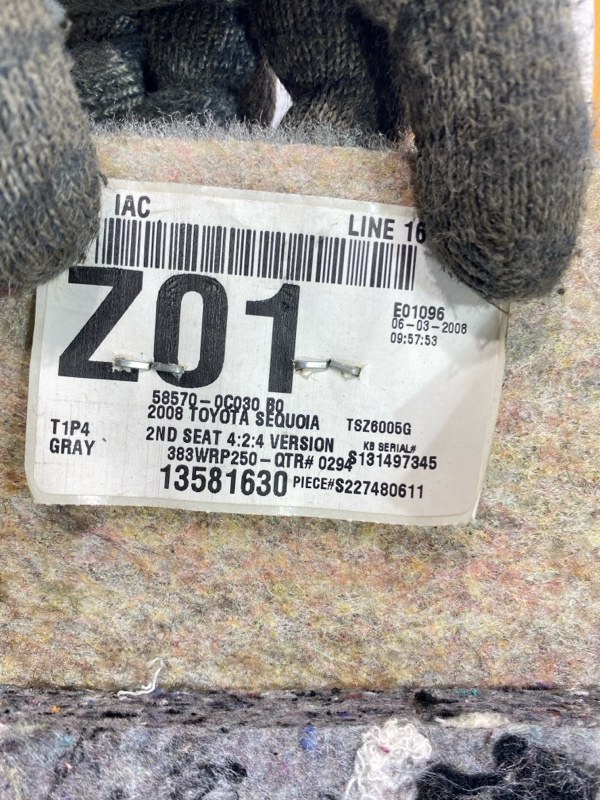 IAC
LINE 16
Z01
E01096
06-03-2008
09:57:53
58570-0C030 B0
2008 TOYOTA SEQUOIA
TSZ6005G
T1P4
GRAY
2ND SEAT 4:2:4 VERSION
KB SERIAL#
383WRP250-QTR# 0294
S131497345
13581630
PIECE#S227480611